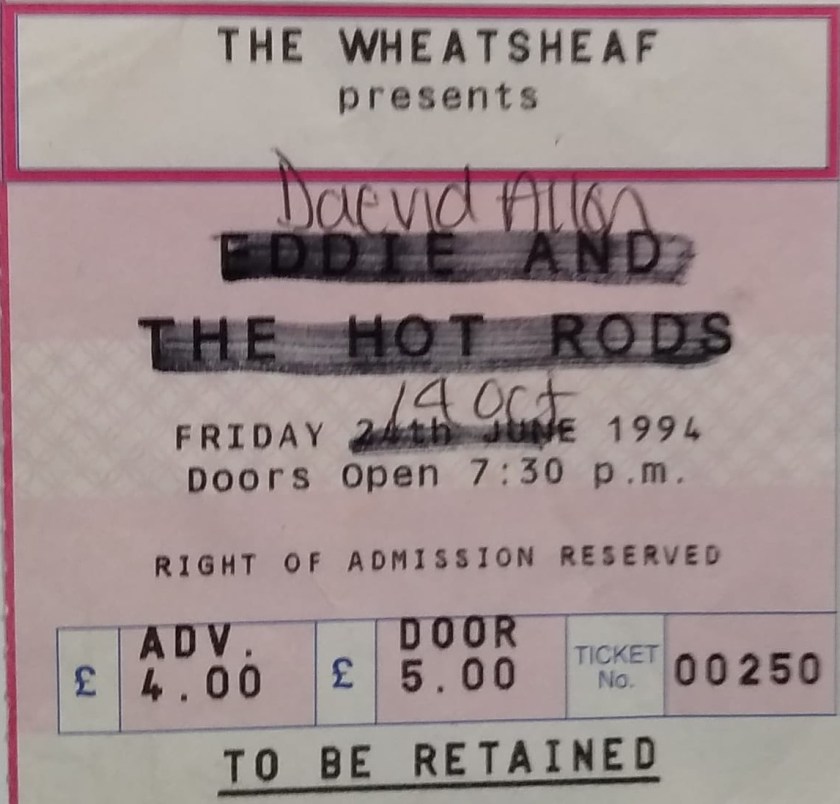 THE WHEATSHEAF
presents
Daevid Allen
EDDIE AND
THE HOT RODS
14 Oct
FRIDAY 24th JUNE 1994
Doors Open 7:30 p.m.
RIGHT OF ADMISSION RESERVED
£ ADV. 4.00 £ DOOR 5.00 TICKET No. 00250
TO BE RETAINED